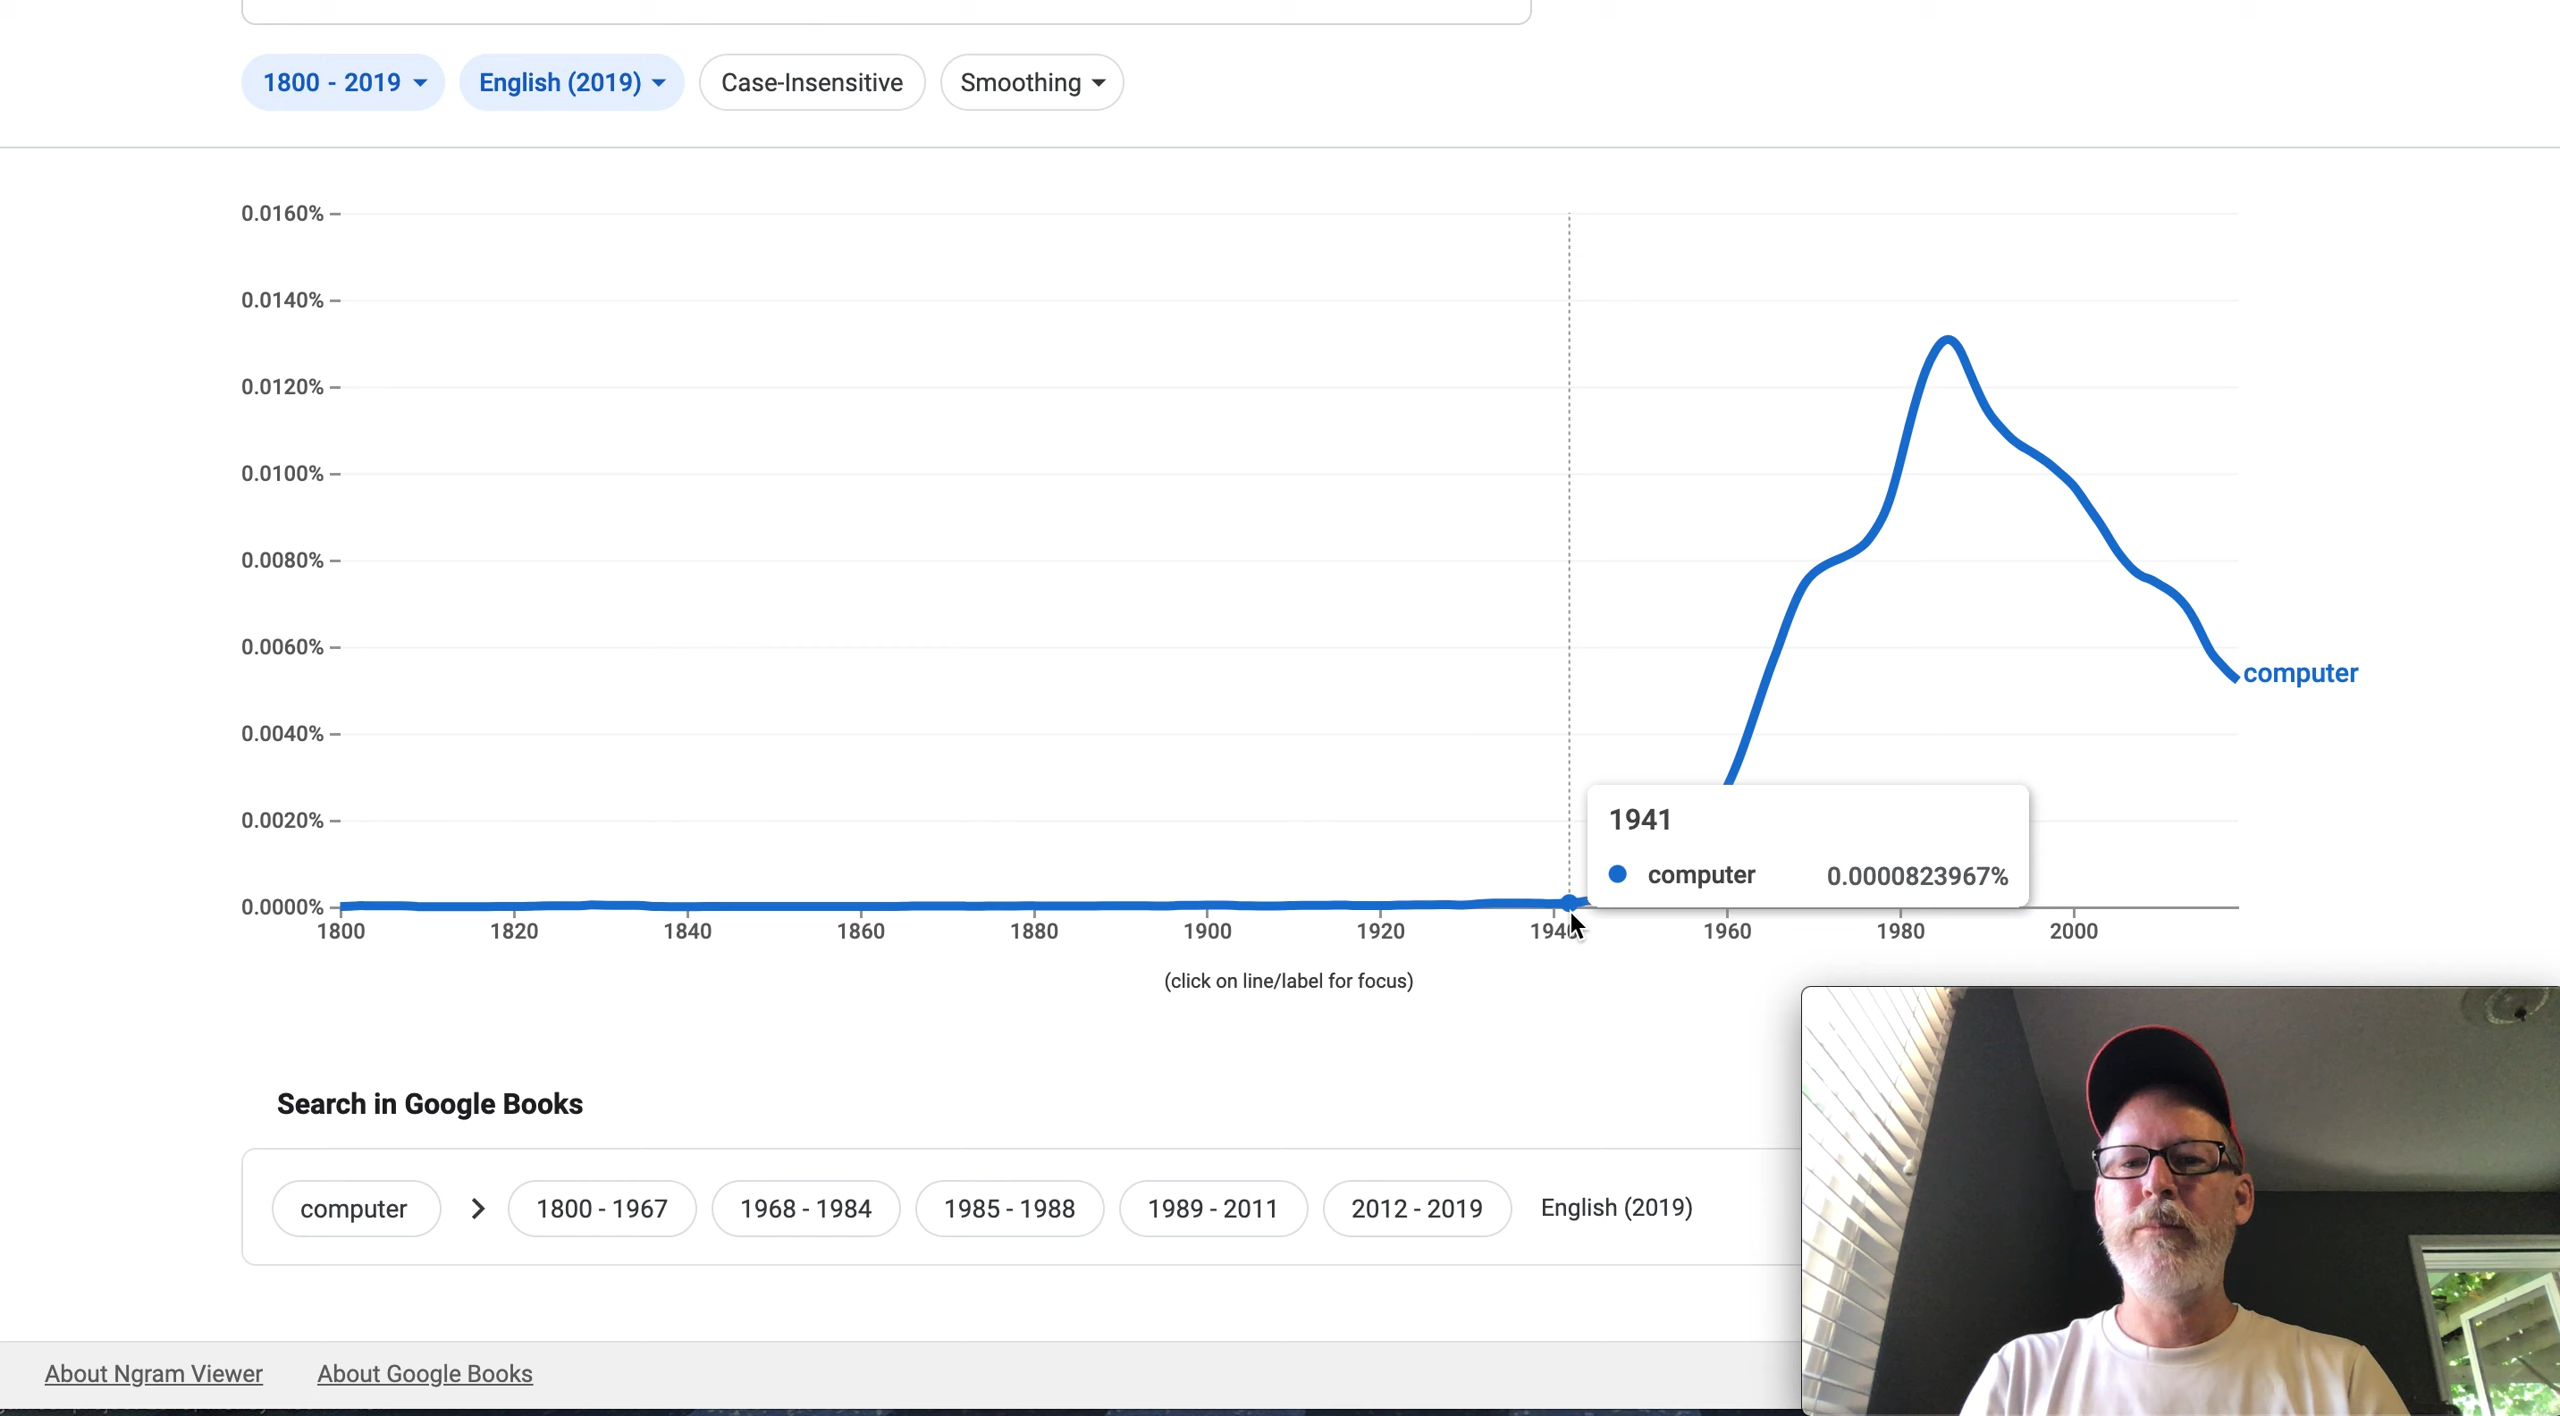 1800 - 2019 English (2019) Case-Insensitive Smoothing
0.0160%
0.0140%
0.0120%
0.0100%
0.0080%
0.0060%
computer
0.0040%
0.0020%
1941
computer 0.0000823967%
0.0000%
1800 1820 1840 1860 1880 1900 1920 1940 1960 1980 2000
(click on line/label for focus)
Search in Google Books
computer 1800 - 1967 1968 - 1984 1985 - 1988 1989 - 2011 2012 - 2019 English (2019)
About Ngram Viewer About Google Books